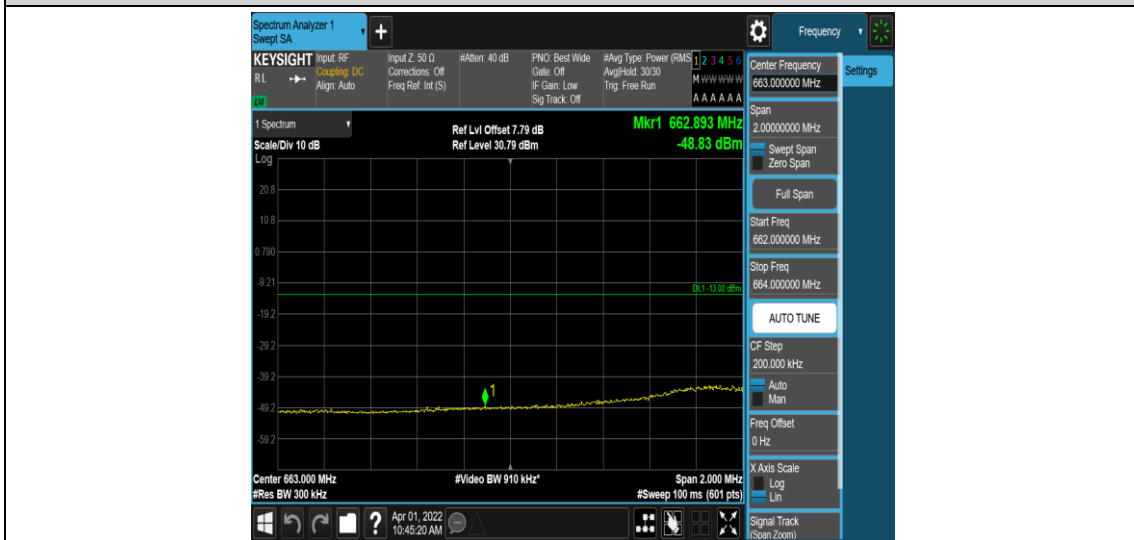 Spectrum Analyzer 1
Swept SA
+
Frequency
KEYSIGHT
RL
LXI
Input: RF
Coupling: DC
Align: Auto
Input Z: 50 Ω
Corrections: Off
Freq Ref: Int (S)
#Atten: 40 dB
PNO: Best Wide
Gate: Off
IF Gain: Low
Sig Track: Off
#Avg Type: Power (RMS
Avg|Hold: 30/30
Trig: Free Run
1 2 3 4 5 6
M W W W W W
A A A A A A
1 Spectrum
Scale/Div 10 dB
Log
Ref Lvl Offset 7.79 dB
Ref Level 30.79 dBm
Mkr1 662.893 MHz
-48.83 dBm
20.8
10.8
0.790
-9.21
DL1 -13.00 dBm
-19.2
-29.2
-39.2
1
-49.2
-59.2
Center 663.000 MHz
#Res BW 300 kHz
#Video BW 910 kHz*
Span 2.000 MHz
#Sweep 100 ms (601 pts)
?
Apr 01, 2022
10:45:20 AM
Center Frequency
663.000000 MHz
Settings
Span
2.00000000 MHz
Swept Span
Zero Span
Full Span
Start Freq
662.000000 MHz
Stop Freq
664.000000 MHz
AUTO TUNE
CF Step
200.000 kHz
Auto
Man
Freq Offset
0 Hz
X Axis Scale
Log
Lin
Signal Track
(Span Zoom)